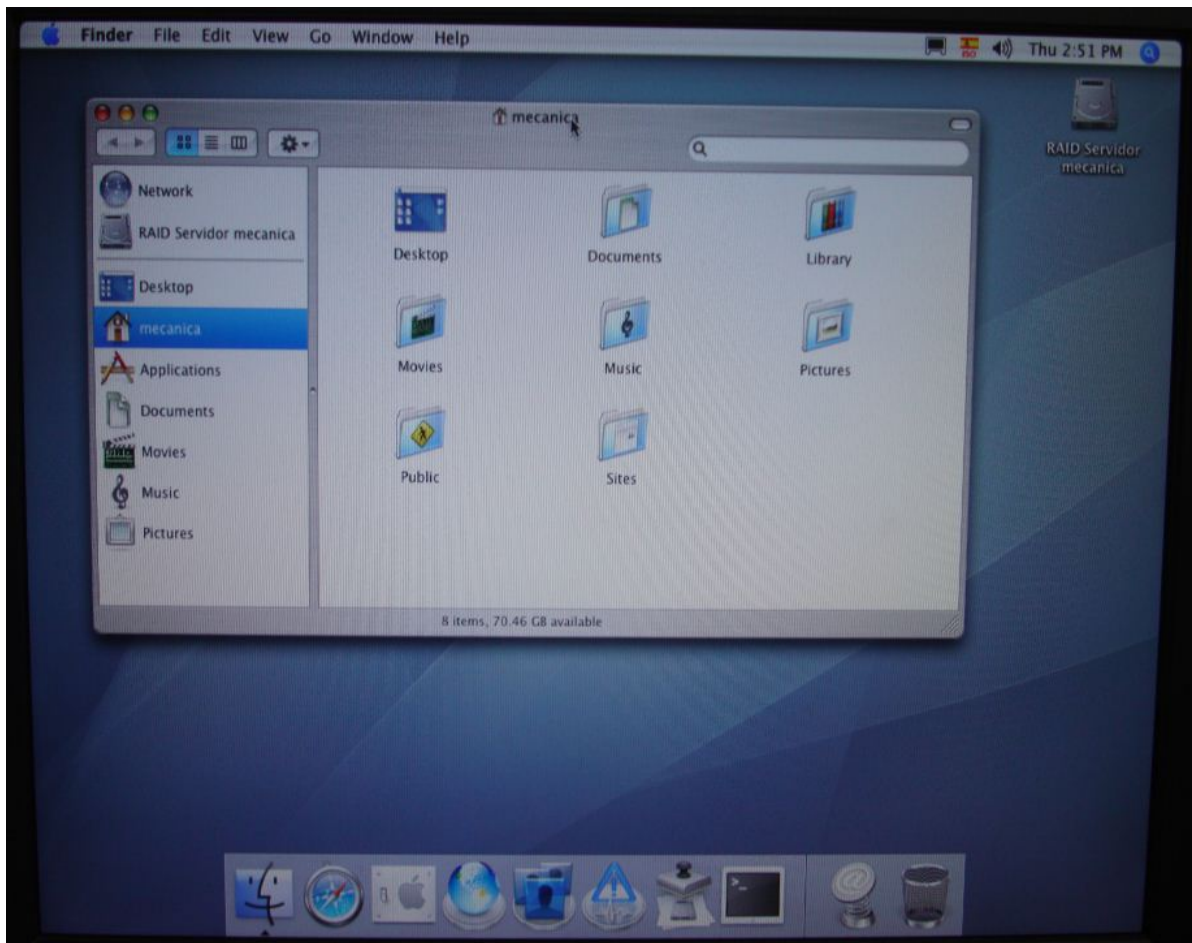 Finder File Edit View Go Window Help
ISO
Thu 2:51 PM
mecanica
RAID Servidor
mecanica
Network
RAID Servidor mecanica
Desktop
mecanica
Applications
Documents
Movies
Music
Pictures
Desktop
Documents
Library
Movies
Music
Pictures
Public
Sites
8 items, 70.46 GB available
>_
@